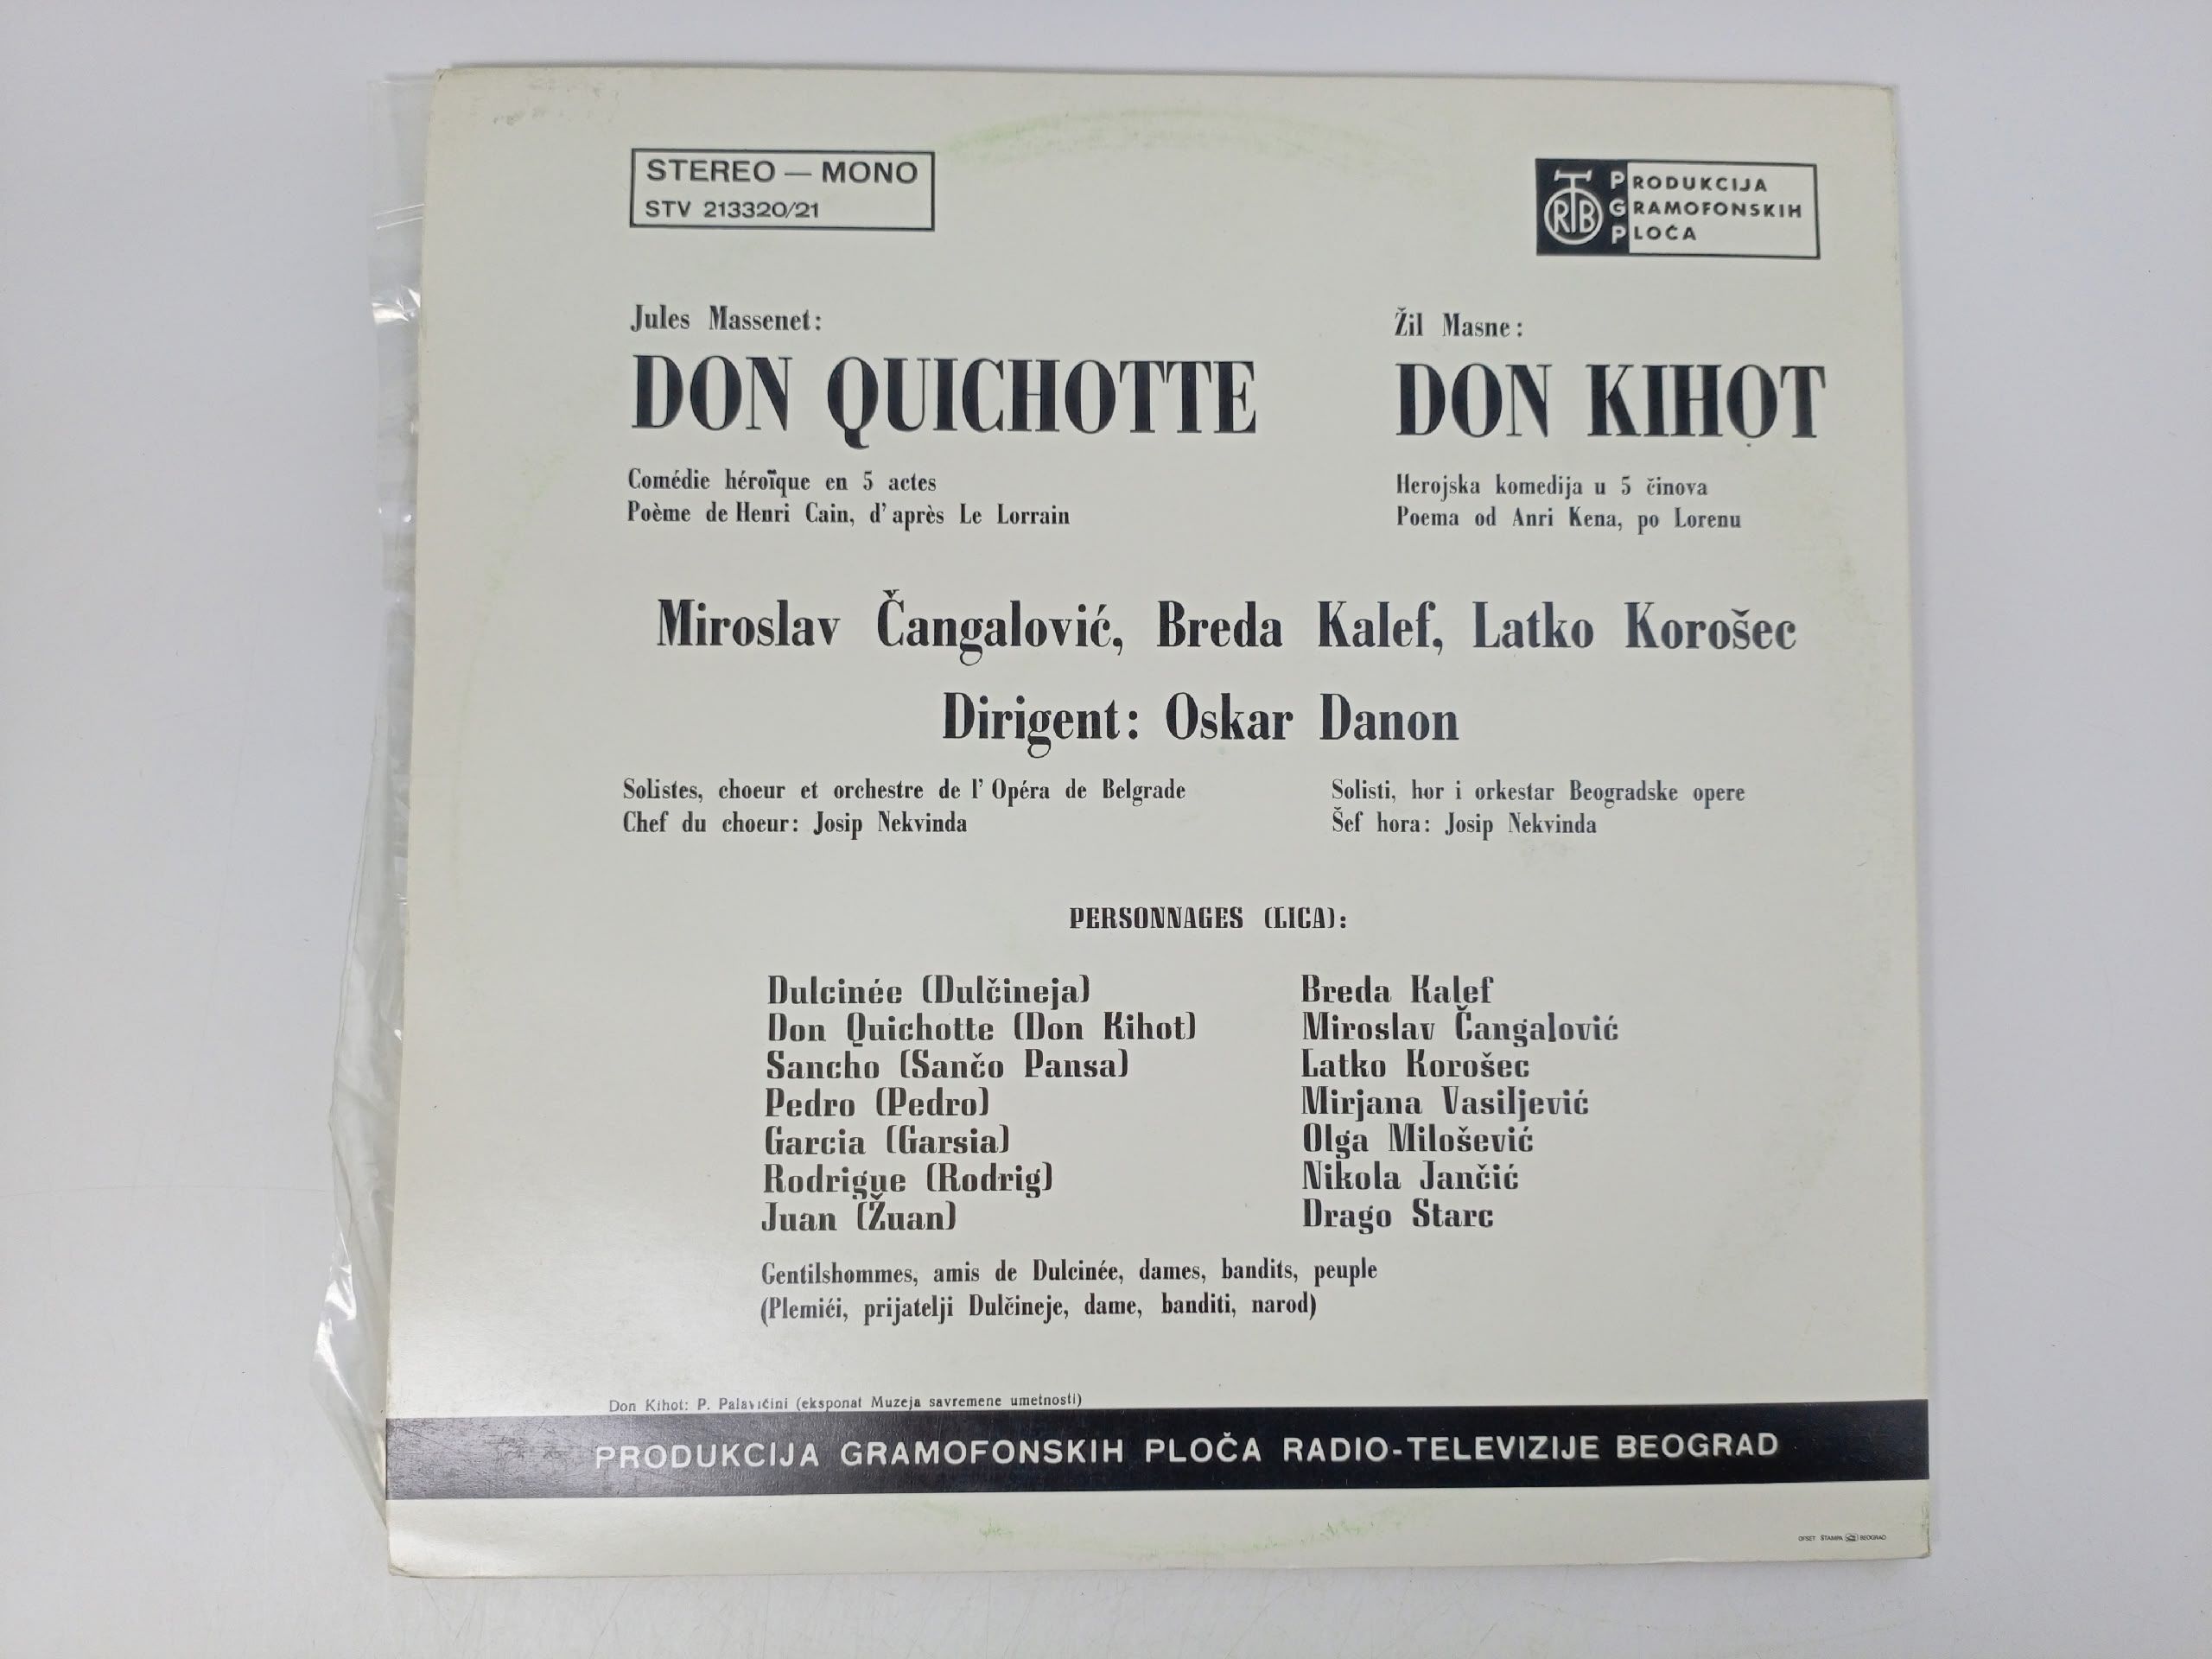 STEREO — MONO
STV 213320/21
RTB
PRODUKCIJA
GRAMOFONSKIH
PLOČA
Jules Massenet:
DON QUICHOTTE
Comédie héroïque en 5 actes
Poème de Henri Cain, d'après Le Lorrain
Žil Masne:
DON KIHOT
Herojska komedija u 5 činova
Poema od Anri Kena, po Lorenu
Miroslav Čangalović, Breda Kalef, Latko Korošec
Dirigent: Oskar Danon
Solistes, choeur et orchestre de l'Opéra de Belgrade
Chef du choeur: Josip Nekvinda
Solisti, hor i orkestar Beogradske opere
Šef hora: Josip Nekvinda
PERSONNAGES (LICA):
Dulcinée (Dulčineja) Breda Kalef
Don Quichotte (Don Kihot) Miroslav Čangalović
Sancho (Sančo Pansa) Latko Korošec
Pedro (Pedro) Mirjana Vasiljević
Garcia (Garsia) Olga Milošević
Rodrigue (Rodrig) Nikola Jančić
Juan (Žuan) Drago Starc
Gentilshommes, amis de Dulcinée, dames, bandits, peuple
(Plemići, prijatelji Dulčineje, dame, banditi, narod)
Don Kihot: P. Palavičini (eksponat Muzeja savremene umetnosti)
PRODUKCIJA GRAMOFONSKIH PLOČA RADIO-TELEVIZIJE BEOGRAD
OFSET ŠTAMPA BEOGRAD